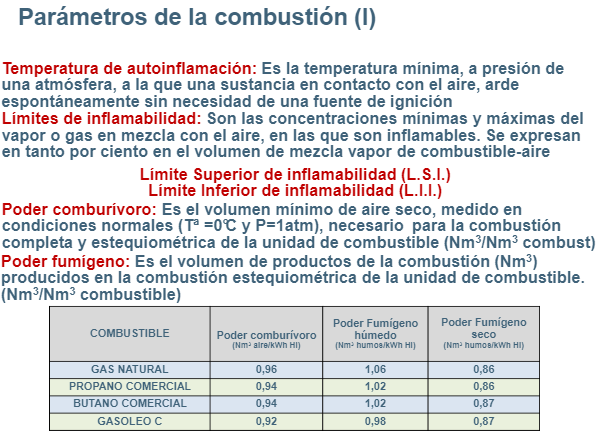 Parámetros de la combustión (I)
Temperatura de autoinflamación: Es la temperatura mínima, a presión de
una atmósfera, a la que una sustancia en contacto con el aire, arde
espontáneamente sin necesidad de una fuente de ignición
Límites de inflamabilidad: Son las concentraciones mínimas y máximas del
vapor o gas en mezcla con el aire, en las que son inflamables. Se expresan
en tanto por ciento en el volumen de mezcla vapor de combustible-aire
Límite Superior de inflamabilidad (L.S.I.)
Límite Inferior de inflamabilidad (L.I.I.)
Poder comburívoro: Es el volumen mínimo de aire seco, medido en
condiciones normales (Tª =0ºC y P=1atm), necesario para la combustión
completa y estequiométrica de la unidad de combustible (Nm³/Nm³ combust)
Poder fumígeno: Es el volumen de productos de la combustión (Nm³)
producidos en la combustión estequiométrica de la unidad de combustible.
(Nm³/Nm³ combustible)
COMBUSTIBLE Poder comburívoro (Nm³ aire/kWh HI) Poder Fumígeno húmedo (Nm³ humos/kWh HI) Poder Fumígeno seco (Nm³ humos/kWh HI)
GAS NATURAL 0,96 1,06 0,86
PROPANO COMERCIAL 0,94 1,02 0,86
BUTANO COMERCIAL 0,94 1,02 0,87
GASOLEO C 0,92 0,98 0,87